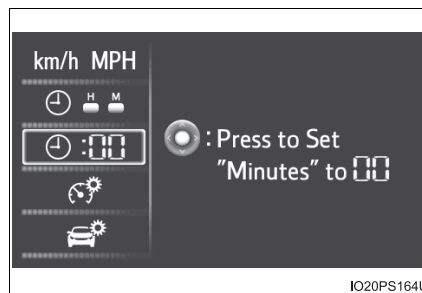 km/h MPH
H M
:00
: Press to Set
"Minutes" to 00
IO20PS164U